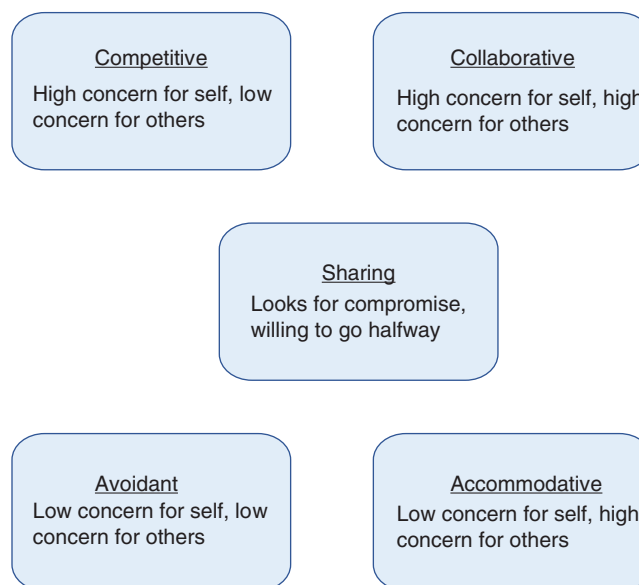 Competitive
High concern for self, low
concern for others
Collaborative
High concern for self, high
concern for others
Sharing
Looks for compromise,
willing to go halfway
Avoidant
Low concern for self, low
concern for others
Accommodative
Low concern for self, high
concern for others